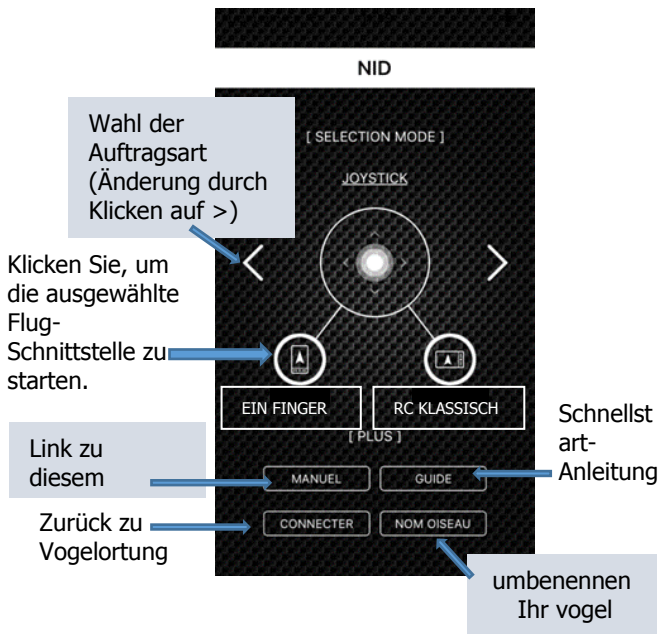 NID
Wahl der
Auftragsart
(Änderung durch
Klicken auf >)
[ SELECTION MODE ]
JOYSTICK
Klicken Sie, um
die ausgewählte
Flug-
Schnittstelle zu
starten.
EIN FINGER
RC KLASSISCH
[ PLUS ]
Schnellst
art-
Anleitung
Link zu
diesem
MANUEL
GUIDE
Zurück zu
Vogelortung
CONNECTER
NOM OISEAU
umbenennen
Ihr vogel